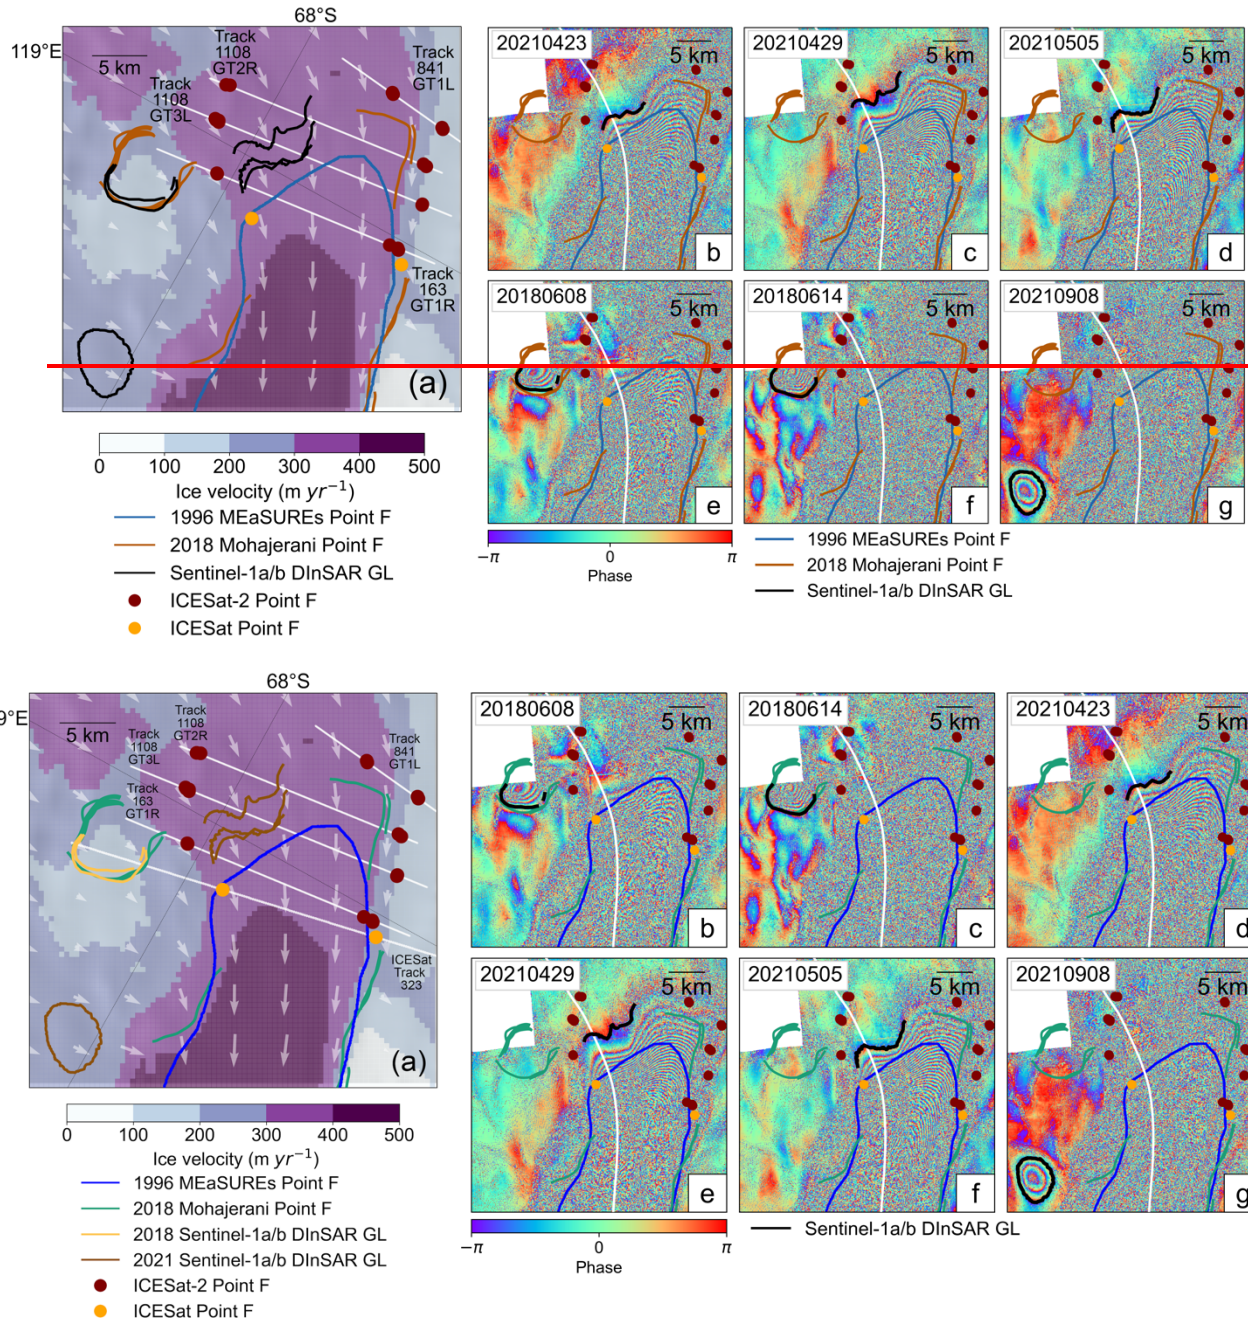 68°S
119°E
5 km
Track
1108
GT2R
Track
841
GT1L
Track
1108
GT3L
Track
163
GT1R
(a)
0 100 200 300 400 500
Ice velocity (m yr⁻¹)
1996 MEaSUREs Point F
2018 Mohajerani Point F
Sentinel-1a/b DInSAR GL
ICESat-2 Point F
ICESat Point F
20210423
5 km
b
20210429
5 km
c
20210505
5 km
d
20180608
5 km
e
20180614
5 km
f
20210908
5 km
g
−π 0 π
Phase
1996 MEaSUREs Point F
2018 Mohajerani Point F
Sentinel-1a/b DInSAR GL
68°S
9°E
5 km
Track
1108
GT2R
Track
1108
GT3L
Track
841
GT1L
Track
163
GT1R
ICESat
Track
323
(a)
0 100 200 300 400 500
Ice velocity (m yr⁻¹)
1996 MEaSUREs Point F
2018 Mohajerani Point F
2018 Sentinel-1a/b DInSAR GL
2021 Sentinel-1a/b DInSAR GL
ICESat-2 Point F
ICESat Point F
20180608
5 km
b
20180614
5 km
c
20210423
5 km
d
20210429
5 km
e
20210505
5 km
f
20210908
5 km
g
−π 0 π
Phase
Sentinel-1a/b DInSAR GL